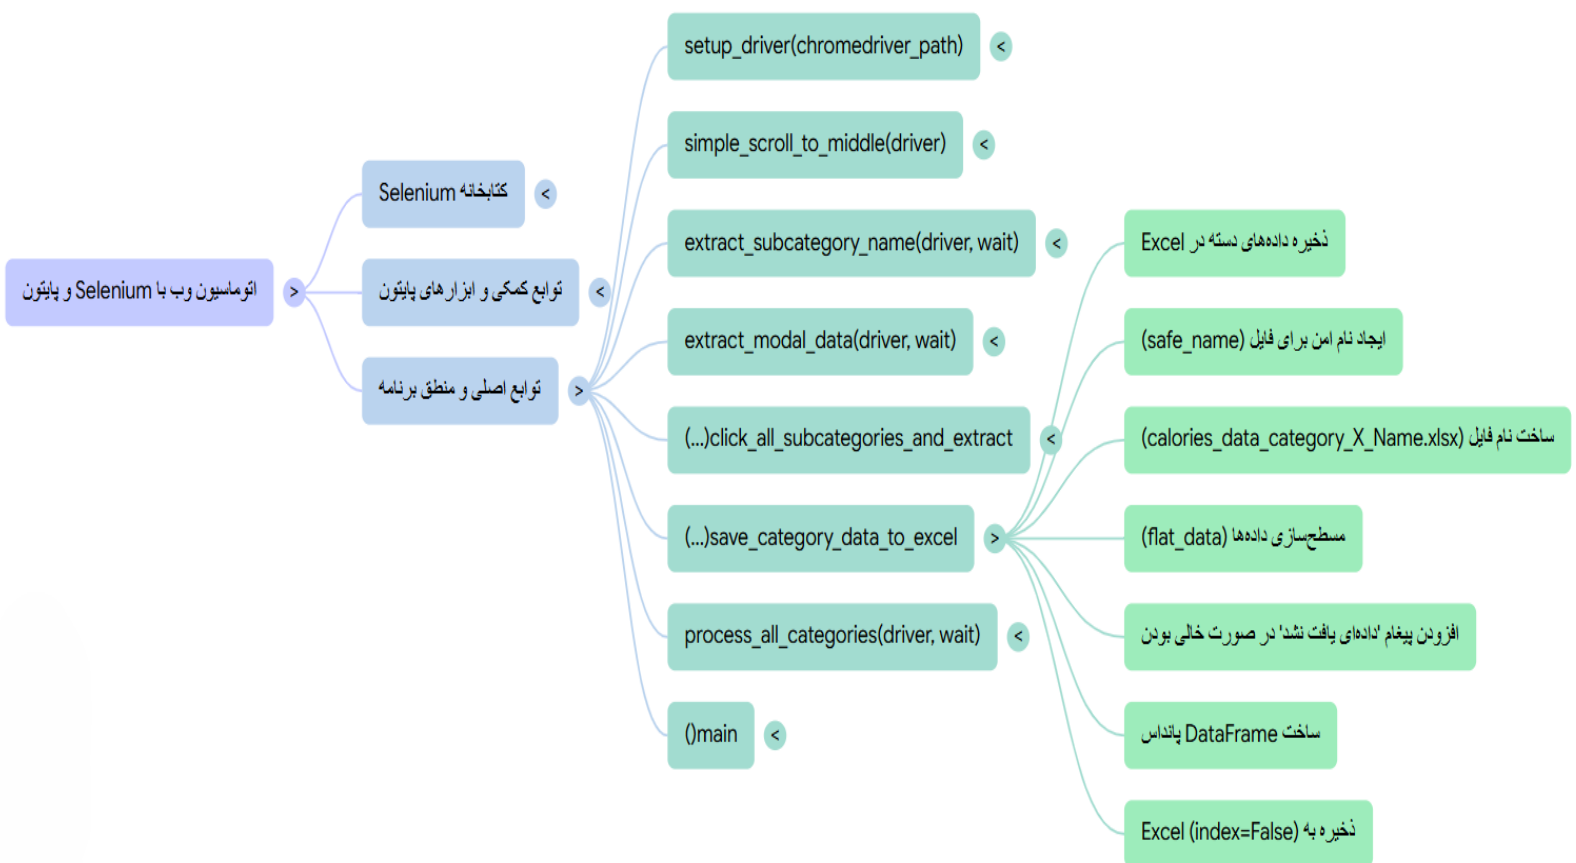 اتوماسیون وب با Selenium و پایتون
<
کتابخانه Selenium
>
توابع کمکی و ابزارهای پایتون
>
توابع اصلی و منطق برنامه
<
setup_driver(chromedriver_path)
<
simple_scroll_to_middle(driver)
<
extract_subcategory_name(driver, wait)
<
extract_modal_data(driver, wait)
<
(...)click_all_subcategories_and_extract
<
(...)save_category_data_to_excel
>
process_all_categories(driver, wait)
<
()main
<
ذخیره داده‌های دسته در Excel
ایجاد نام امن برای فایل (safe_name)
ساخت نام فایل (calories_data_category_X_Name.xlsx)
مسطح‌سازی داده‌ها (flat_data)
افزودن پیغام 'داده‌ای یافت نشد' در صورت خالی بودن
ساخت DataFrame پانداس
ذخیره به Excel (index=False)